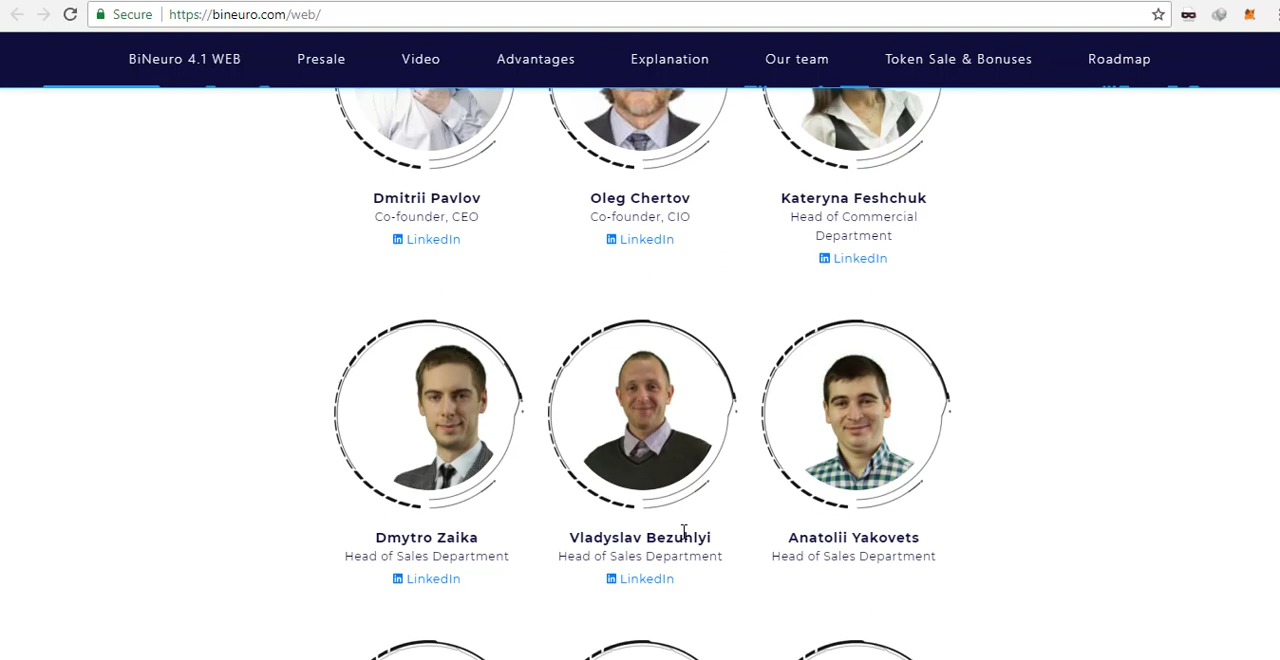 Secure https://bineuro.com/web/
BiNeuro 4.1 WEB Presale Video Advantages Explanation Our team Token Sale & Bonuses Roadmap
Dmitrii Pavlov
Co-founder, CEO
LinkedIn
Oleg Chertov
Co-founder, CIO
LinkedIn
Kateryna Feshchuk
Head of Commercial
Department
LinkedIn
Dmytro Zaika
Head of Sales Department
LinkedIn
Vladyslav Bezuhlyi
Head of Sales Department
LinkedIn
Anatolii Yakovets
Head of Sales Department